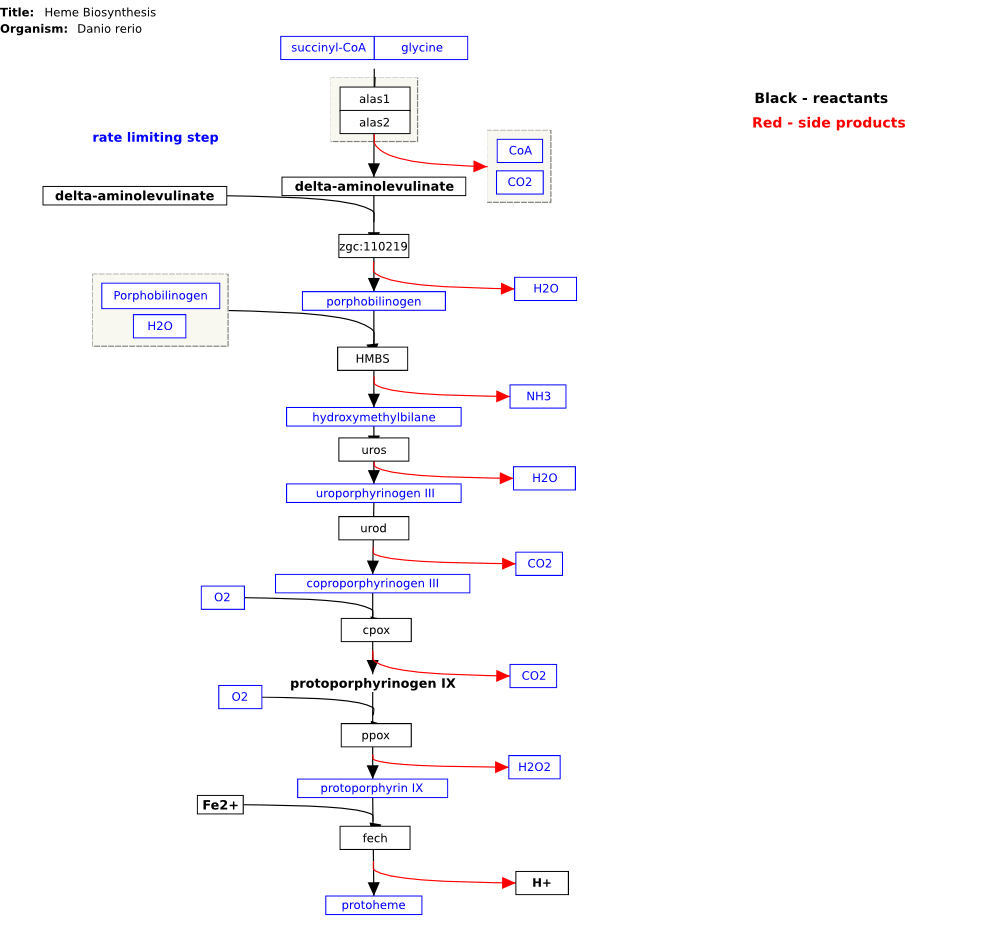 Title: Heme Biosynthesis
Organism: Danio rerio
succinyl-CoA glycine
alas1
alas2
Black - reactants
Red - side products
rate limiting step
CoA
CO2
delta-aminolevulinate
delta-aminolevulinate
zgc:110219
H2O
porphobilinogen
Porphobilinogen
H2O
HMBS
NH3
hydroxymethylbilane
uros
H2O
uroporphyrinogen III
urod
CO2
coproporphyrinogen III
O2
cpox
CO2
protoporphyrinogen IX
O2
ppox
H2O2
protoporphyrin IX
Fe2+
fech
H+
protoheme